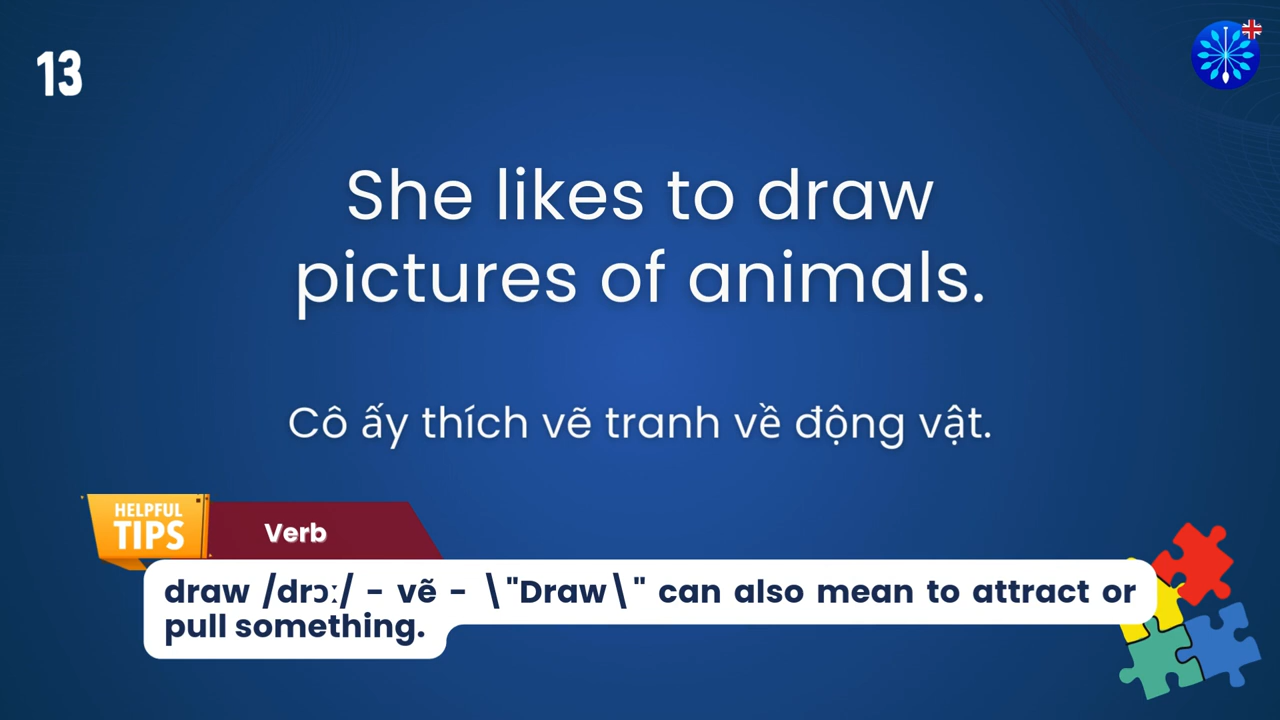 13
She likes to draw
pictures of animals.
Cô ấy thích vẽ tranh về động vật.
HELPFUL
TIPS
Verb
draw /drɔː/ - vẽ - \"Draw\" can also mean to attract or
pull something.